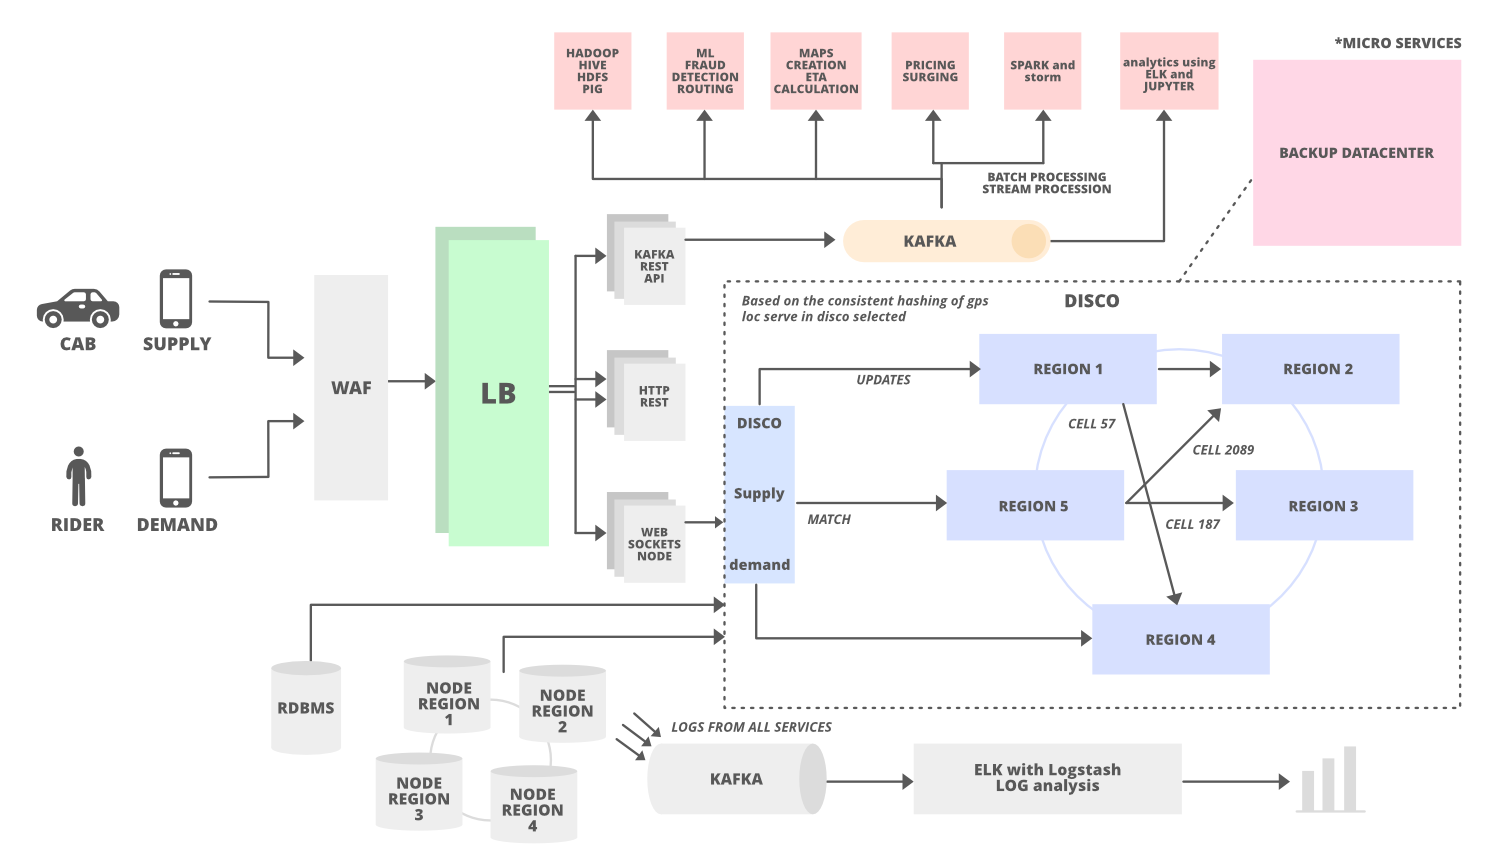 HADOOP
HIVE
HDFS
PIG
ML
FRAUD
DETECTION
ROUTING
MAPS
CREATION
ETA
CALCULATION
PRICING
SURGING
SPARK and
storm
analytics using
ELK and
JUPYTER
*MICRO SERVICES
BACKUP DATACENTER
BATCH PROCESSING
STREAM PROCESSION
KAFKA
KAFKA
REST
API
CAB
SUPPLY
WAF
LB
HTTP
REST
RIDER
DEMAND
WEB
SOCKETS
NODE
Based on the consistent hashing of gps
loc serve in disco selected
DISCO
UPDATES
REGION 1
REGION 2
DISCO
Supply
demand
CELL 57
CELL 2089
MATCH
REGION 5
REGION 3
CELL 187
REGION 4
RDBMS
NODE
REGION
1
NODE
REGION
2
NODE
REGION
3
NODE
REGION
4
LOGS FROM ALL SERVICES
KAFKA
ELK with Logstash
LOG analysis